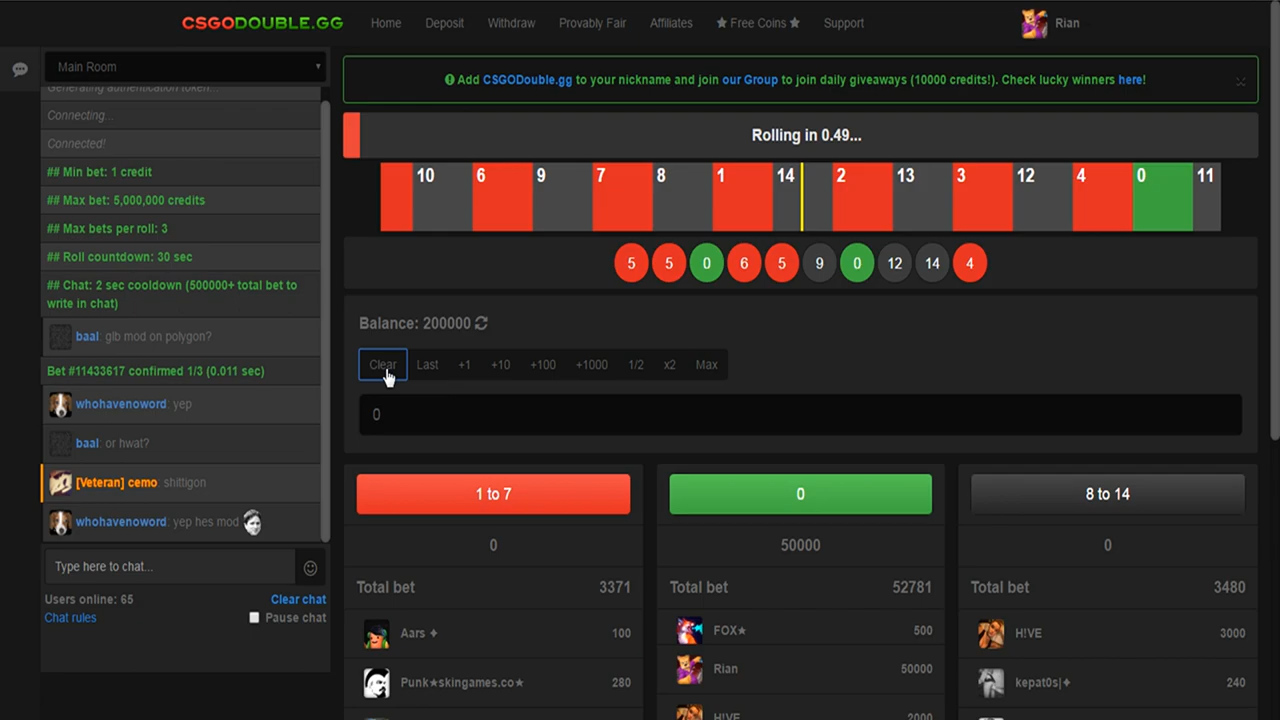 CSGODOUBLE.GG
Home
Deposit
Withdraw
Provably Fair
Affiliates
★ Free Coins ★
Support
Rian
Main Room
Generating authentication token...
Connecting...
Connected!
## Min bet: 1 credit
## Max bet: 5,000,000 credits
## Max bets per roll: 3
## Roll countdown: 30 sec
## Chat: 2 sec cooldown (500000+ total bet to
write in chat)
baal: glb mod on polygon?
Bet #11433617 confirmed 1/3 (0.011 sec)
whohavenoword: yep
baal: or hwat?
[Veteran] cemo shittigon
whohavenoword: yep hes mod
Type here to chat...
Users online: 65
Clear chat
Chat rules
Pause chat
Add CSGODouble.gg to your nickname and join our Group to join daily giveaways (10000 credits!). Check lucky winners here!
Rolling in 0.49...
10 6 9 7 8 1 14 2 13 3 12 4 0 11
5 5 0 6 5 9 0 12 14 4
Balance: 200000
Clear Last +1 +10 +100 +1000 1/2 x2 Max
0
1 to 7
0
Total bet 3371
Aars ✦ 100
Punk★skingames.co★ 280
0
50000
Total bet 52781
FOX★ 500
Rian 50000
H!VE 2000
8 to 14
0
Total bet 3480
H!VE 3000
kepat0s|✦ 240